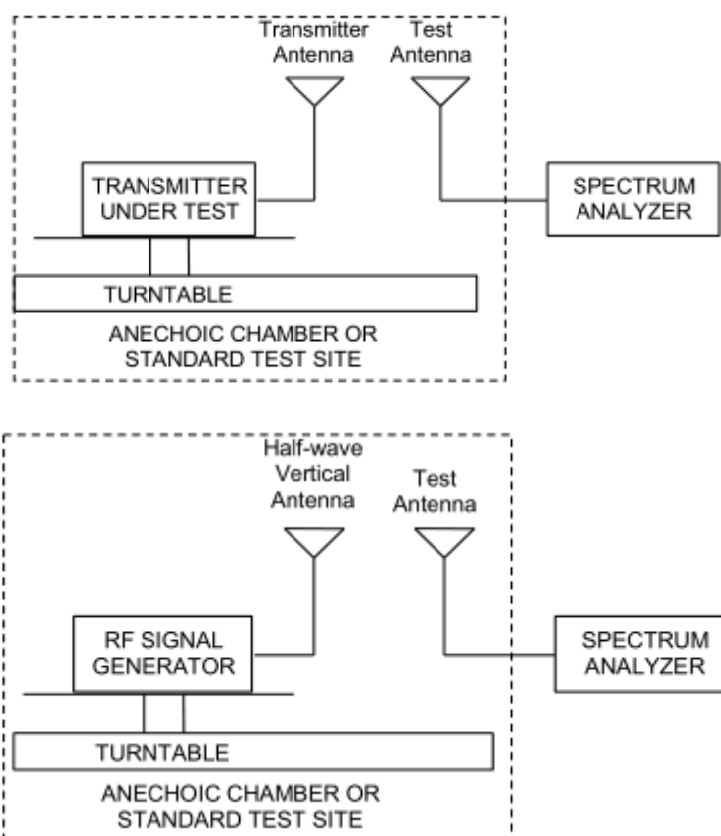 Transmitter
Antenna
Test
Antenna
TRANSMITTER
UNDER TEST
SPECTRUM
ANALYZER
TURNTABLE
ANECHOIC CHAMBER OR
STANDARD TEST SITE
Half-wave
Vertical
Antenna
Test
Antenna
RF SIGNAL
GENERATOR
SPECTRUM
ANALYZER
TURNTABLE
ANECHOIC CHAMBER OR
STANDARD TEST SITE